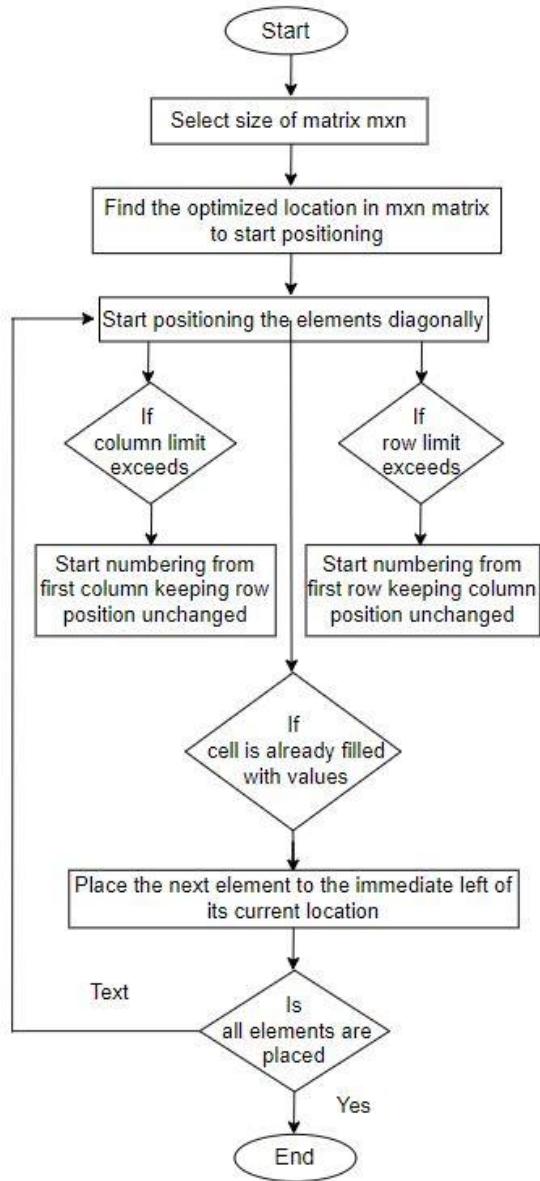 Start
Select size of matrix mxn
Find the optimized location in mxn matrix
to start positioning
Start positioning the elements diagonally
If
column limit
exceeds
If
row limit
exceeds
Start numbering from
first column keeping row
position unchanged
Start numbering from
first row keeping column
position unchanged
If
cell is already filled
with values
Place the next element to the immediate left of
its current location
Text
Is
all elements are
placed
Yes
End